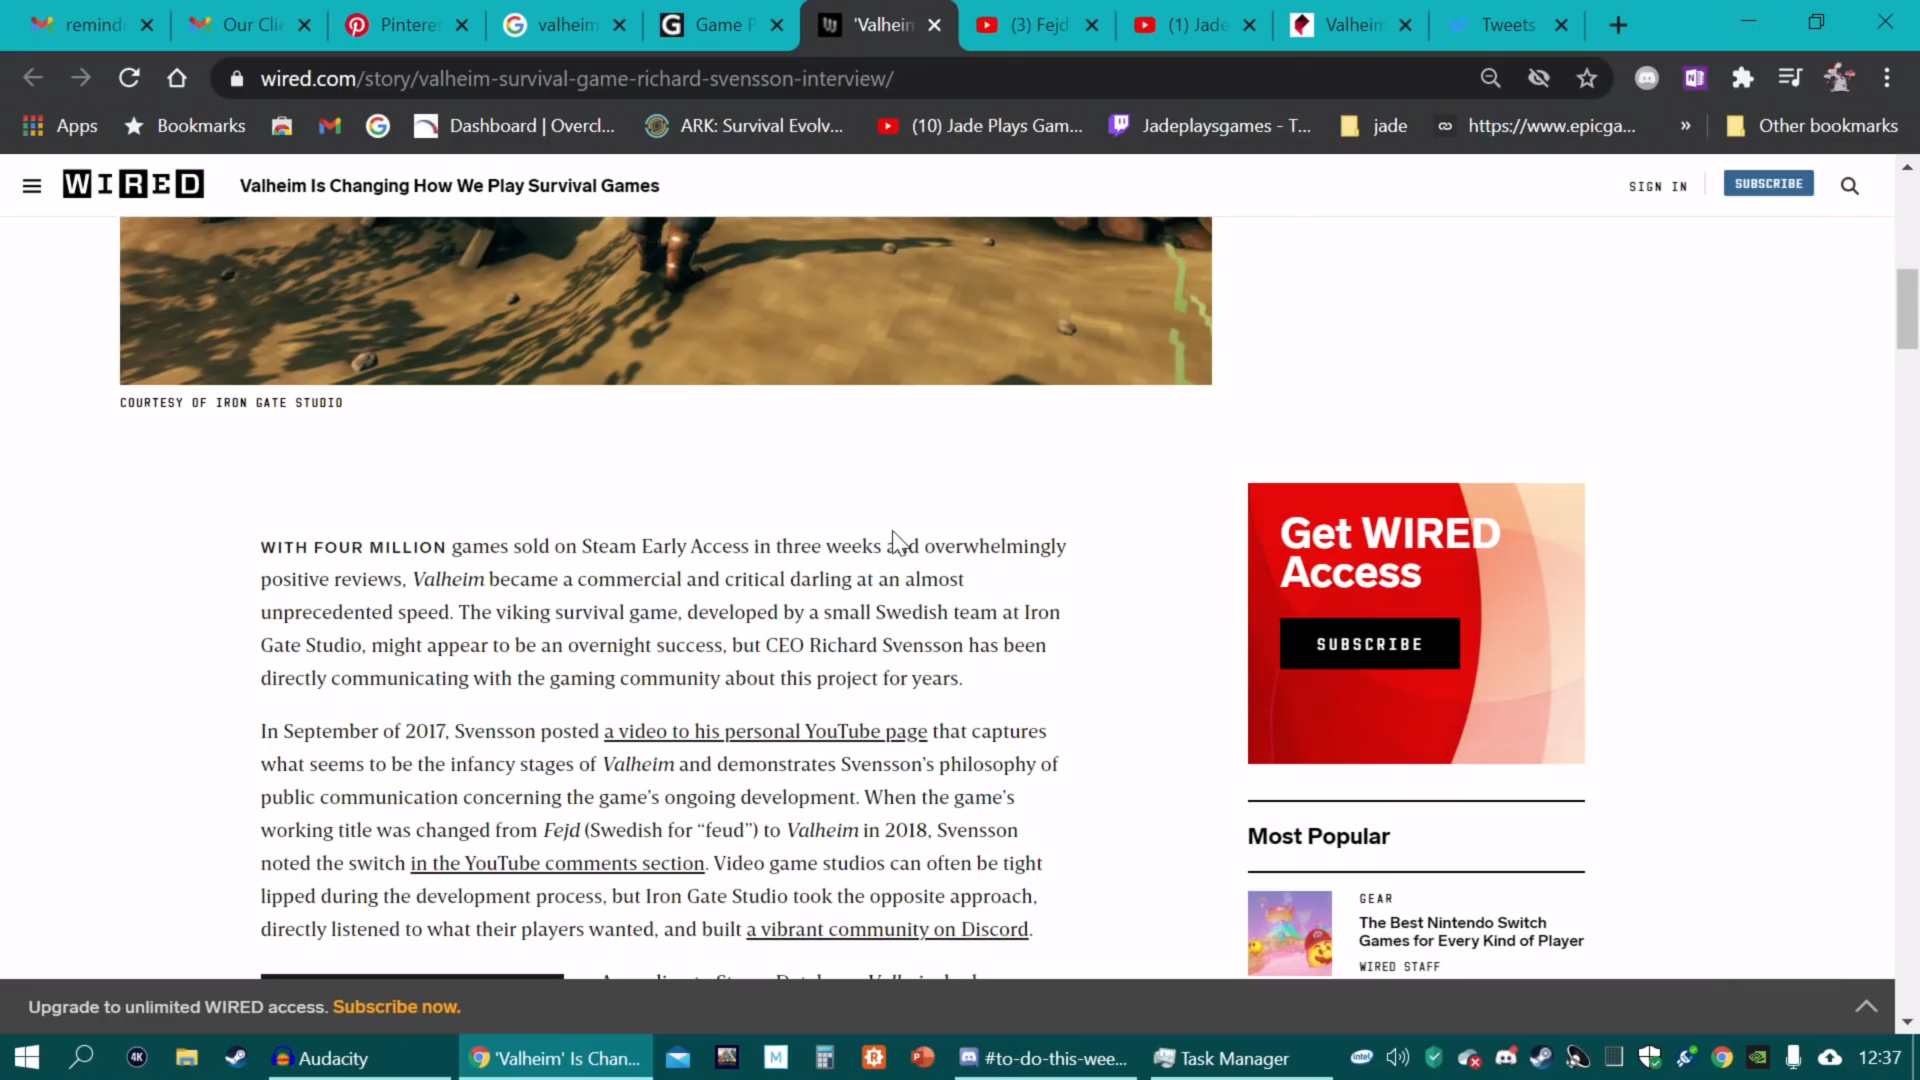 remind
Our Clie
Pinteres
valheim
Game P
'Valheim
(3) Fejd
(1) Jade
Valheim
Tweets
wired.com/story/valheim-survival-game-richard-svensson-interview/
Apps
Bookmarks
Dashboard | Overcl...
ARK: Survival Evolv...
(10) Jade Plays Gam...
Jadeplaysgames - T...
jade
https://www.epicga...
»
Other bookmarks
WIRED
Valheim Is Changing How We Play Survival Games
SIGN IN
SUBSCRIBE
COURTESY OF IRON GATE STUDIO
WITH FOUR MILLION games sold on Steam Early Access in three weeks and overwhelmingly
positive reviews, Valheim became a commercial and critical darling at an almost
unprecedented speed. The viking survival game, developed by a small Swedish team at Iron
Gate Studio, might appear to be an overnight success, but CEO Richard Svensson has been
directly communicating with the gaming community about this project for years.
In September of 2017, Svensson posted a video to his personal YouTube page that captures
what seems to be the infancy stages of Valheim and demonstrates Svensson's philosophy of
public communication concerning the game's ongoing development. When the game's
working title was changed from Fejd (Swedish for “feud”) to Valheim in 2018, Svensson
noted the switch in the YouTube comments section. Video game studios can often be tight
lipped during the development process, but Iron Gate Studio took the opposite approach,
directly listened to what their players wanted, and built a vibrant community on Discord.
Get WIRED
Access
SUBSCRIBE
Most Popular
GEAR
The Best Nintendo Switch
Games for Every Kind of Player
WIRED STAFF
Upgrade to unlimited WIRED access. Subscribe now.
4K
Audacity
'Valheim' Is Chan...
M
#to-do-this-wee...
Task Manager
intel
12:37